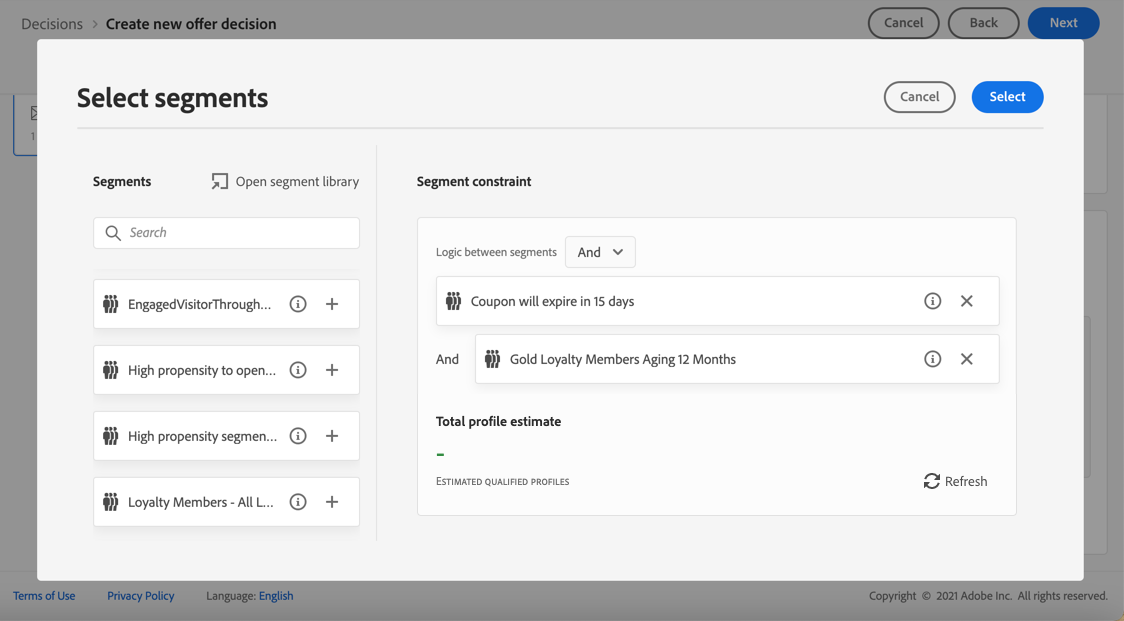 Decisions > Create new offer decision
Cancel
Back
Next
1
Select segments
Cancel
Select
Segments
Open segment library
Search
EngagedVisitorThrough...
High propensity to open...
High propensity segmen...
Loyalty Members - All L...
Segment constraint
Logic between segments
And
Coupon will expire in 15 days
And
Gold Loyalty Members Aging 12 Months
Total profile estimate
–
ESTIMATED QUALIFIED PROFILES
Refresh
Terms of Use
Privacy Policy
Language: English
Copyright © 2021 Adobe Inc. All rights reserved.